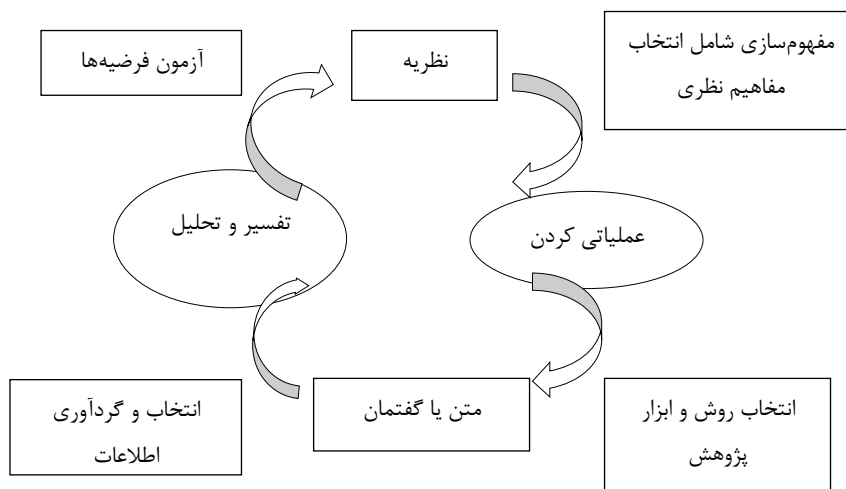 مفهوم‌سازی شامل انتخاب
مفاهیم نظری
نظریه
آزمون فرضیه‌ها
عملیاتی کردن
تفسیر و تحلیل
انتخاب روش و ابزار
پژوهش
متن یا گفتمان
انتخاب و گردآوری
اطلاعات